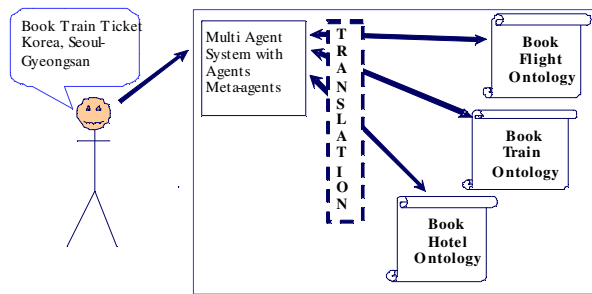 Book Train Ticket
Korea, Seoul-
Gyeongsan
Multi Agent
System with
Agents
Meta-agents
TRANSLATION
Book
Flight
Ontology
Book
Train
Ontology
Book
Hotel
Ontology